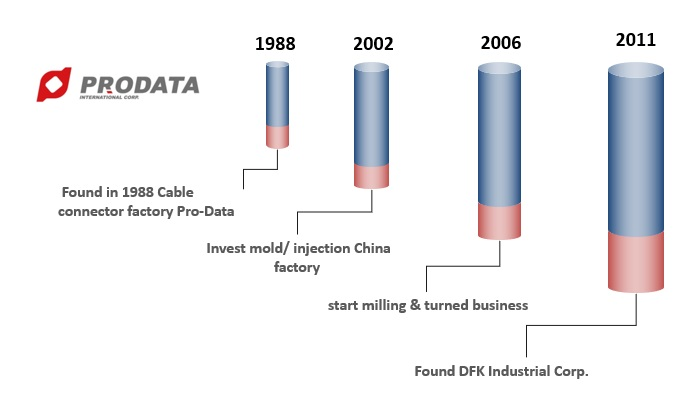 1988
2002
2006
2011
PRODATA
INTERNATIONAL CORP.
Found in 1988 Cable
connector factory Pro-Data
Invest mold/ injection China
factory
start milling & turned business
Found DFK Industrial Corp.